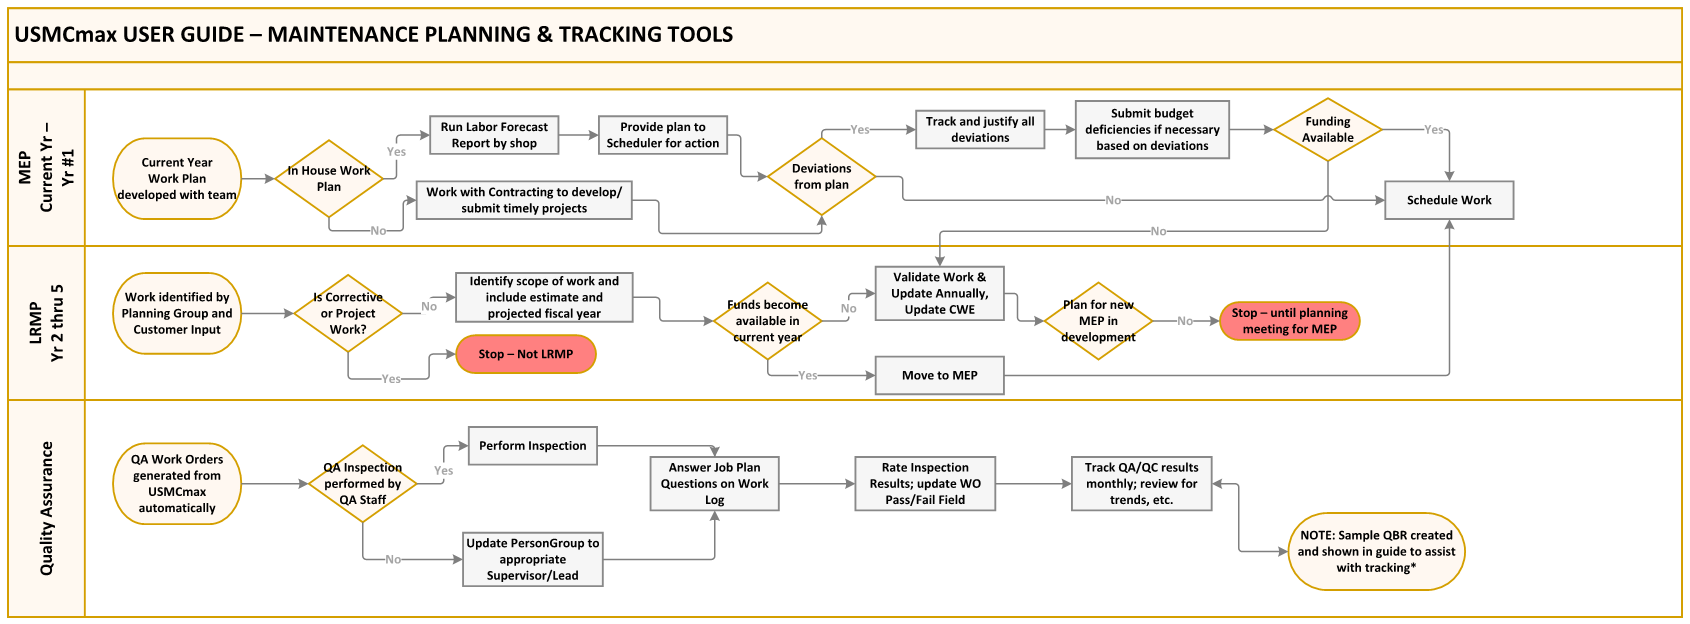 USMCmax USER GUIDE – MAINTENANCE PLANNING & TRACKING TOOLS
MEP
Current Yr –
Yr #1
Current Year
Work Plan
developed with team
In House Work
Plan
Yes
No
Run Labor Forecast
Report by shop
Provide plan to
Scheduler for action
Work with Contracting to develop/
submit timely projects
Deviations
from plan
Yes
No
Track and justify all
deviations
Submit budget
deficiencies if necessary
based on deviations
Funding
Available
Yes
No
Schedule Work
LRMP
Yr 2 thru 5
Work identified by
Planning Group and
Customer Input
Is Corrective
or Project
Work?
No
Yes
Identify scope of work and
include estimate and
projected fiscal year
Stop – Not LRMP
Funds become
available in
current year
No
Yes
Validate Work &
Update Annually,
Update CWE
Move to MEP
Plan for new
MEP in
development
No
Stop – until planning
meeting for MEP
Quality Assurance
QA Work Orders
generated from
USMCmax
automatically
QA Inspection
performed by
QA Staff
Yes
No
Perform Inspection
Update PersonGroup to
appropriate
Supervisor/Lead
Answer Job Plan
Questions on Work
Log
Rate Inspection
Results; update WO
Pass/Fail Field
Track QA/QC results
monthly; review for
trends, etc.
NOTE: Sample QBR created
and shown in guide to assist
with tracking*